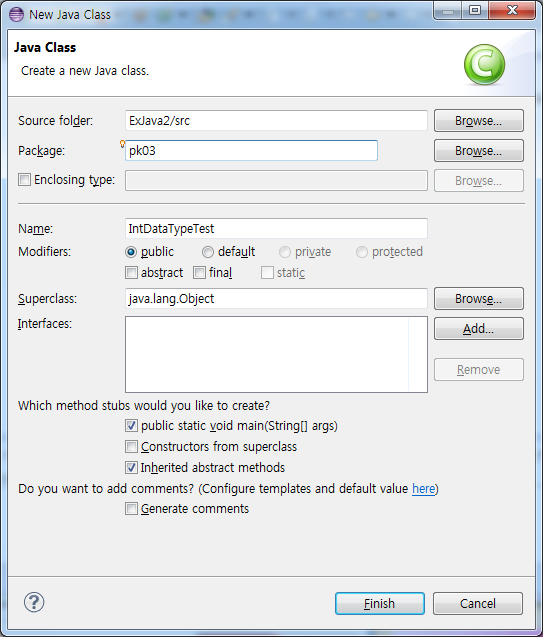 New Java Class
Java Class
Create a new Java class.
Source folder: ExJava2/src Browse...
Package: pk03 Browse...
Enclosing type: Browse...
Name: IntDataTypeTest
Modifiers: public default private protected
abstract final static
Superclass: java.lang.Object Browse...
Interfaces: Add...
Remove
Which method stubs would you like to create?
public static void main(String[] args)
Constructors from superclass
Inherited abstract methods
Do you want to add comments? (Configure templates and default value here)
Generate comments
Finish Cancel